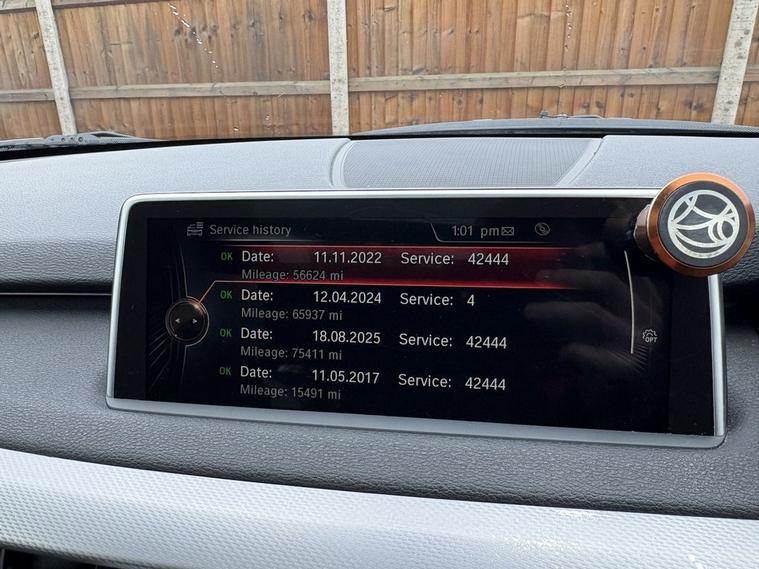 Service history 1:01 pm
OK Date: 11.11.2022 Service: 42444
Mileage: 56624 mi
OK Date: 12.04.2024 Service: 4
Mileage: 65937 mi
OK Date: 18.08.2025 Service: 42444
Mileage: 75411 mi
OK Date: 11.05.2017 Service: 42444
Mileage: 15491 mi
OPT